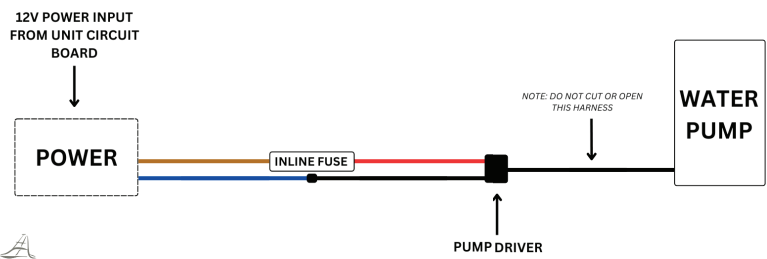 12V POWER INPUT
FROM UNIT CIRCUIT
BOARD
POWER
INLINE FUSE
NOTE: DO NOT CUT OR OPEN
THIS HARNESS
WATER
PUMP
PUMP DRIVER